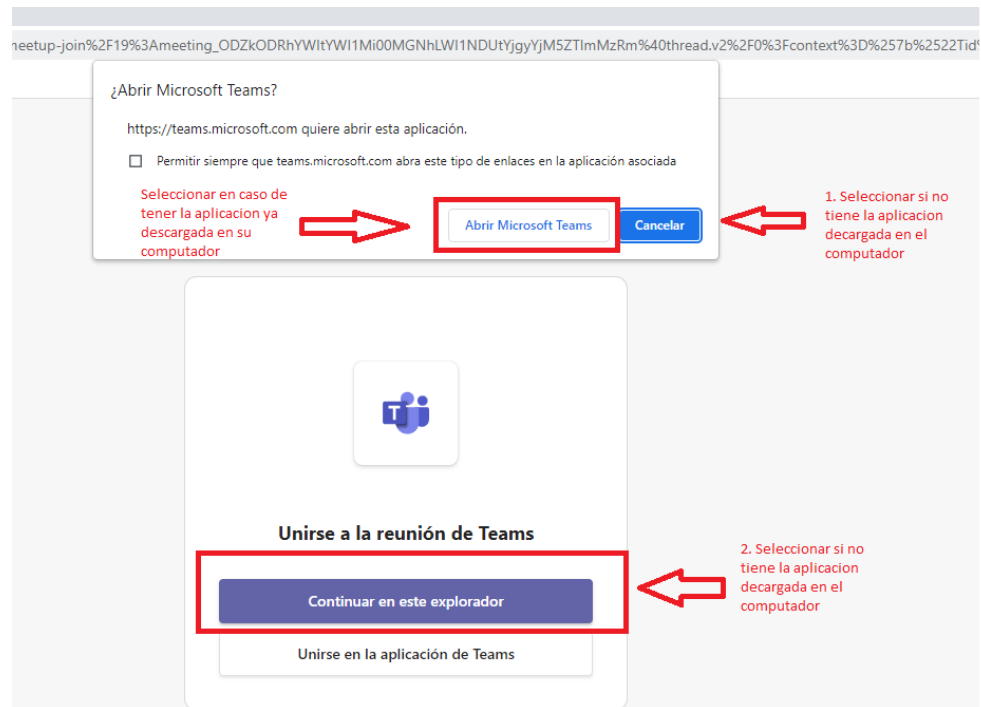 neetup-join%2F19%3Ameeting_ODZkODRhYWItYWI1Mi00MGNhLWI1NDUtYjgyYjM5ZTlmMzRm%40thread.v2%2F0%3Fcontext%3D%257b%2522Tid%
¿Abrir Microsoft Teams?
https://teams.microsoft.com quiere abrir esta aplicación.
Permitir siempre que teams.microsoft.com abra este tipo de enlaces en la aplicación asociada
Seleccionar en caso de
tener la aplicacion ya
descargada en su
computador
Abrir Microsoft Teams
Cancelar
1. Seleccionar si no
tiene la aplicacion
decargada en el
computador
T
Unirse a la reunión de Teams
Continuar en este explorador
Unirse en la aplicación de Teams
2. Seleccionar si no
tiene la aplicacion
decargada en el
computador